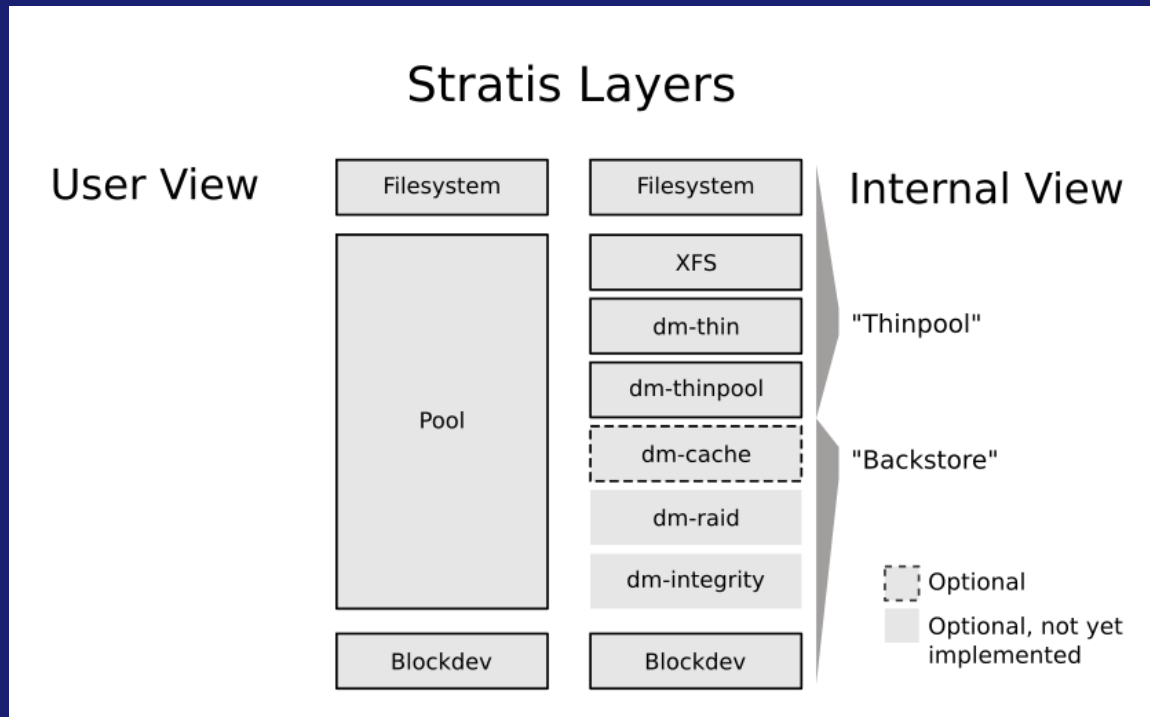 Stratis Layers
User View
Internal View
Filesystem
Pool
Blockdev
Filesystem
XFS
dm-thin
dm-thinpool
dm-cache
dm-raid
dm-integrity
Blockdev
"Thinpool"
"Backstore"
Optional
Optional, not yet
implemented